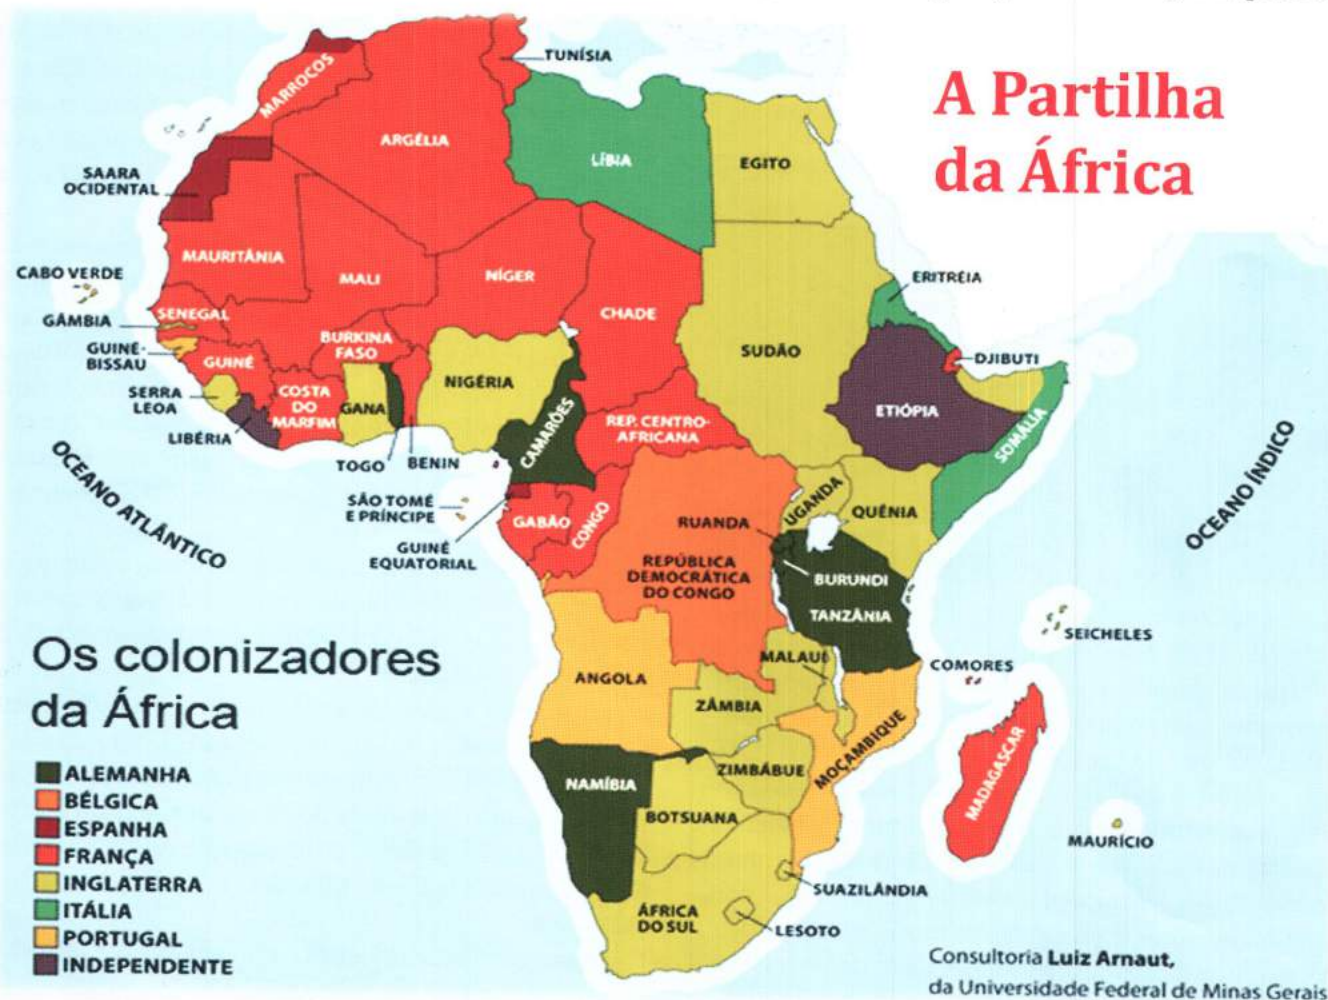 A Partilha
da África
TUNÍSIA
MARROCOS
ARGÉLIA
LÍBIA
EGITO
SAARA
OCIDENTAL
MAURITÂNIA
MALI
NÍGER
CHADE
SUDÃO
ERITRÉIA
CABO VERDE
GÂMBIA
SENEGAL
GUINÉ-
BISSAU
GUINÉ
BURKINA
FASO
SERRA
LEOA
LIBÉRIA
COSTA
DO
MARFIM
GANA
NIGÉRIA
TOGO
BENIN
CAMARÕES
REP. CENTRO-
AFRICANA
ETIÓPIA
DJIBUTI
SOMÁLIA
OCEANO ATLÂNTICO
OCEANO ÍNDICO
SÃO TOMÉ
E PRÍNCIPE
GUINÉ
EQUATORIAL
GABÃO
CONGO
RUANDA
UGANDA
QUÊNIA
REPÚBLICA
DEMOCRÁTICA
DO CONGO
BURUNDI
TANZÂNIA
SEICHELES
COMORES
ANGOLA
MALAUÍ
ZÂMBIA
MOÇAMBIQUE
MADAGASCAR
NAMÍBIA
ZIMBÁBUE
BOTSUANA
MAURÍCIO
SUAZILÂNDIA
ÁFRICA
DO SUL
LESOTO
Os colonizadores
da África
ALEMANHA
BÉLGICA
ESPANHA
FRANÇA
INGLATERRA
ITÁLIA
PORTUGAL
INDEPENDENTE
Consultoria Luiz Arnaut,
da Universidade Federal de Minas Gerais